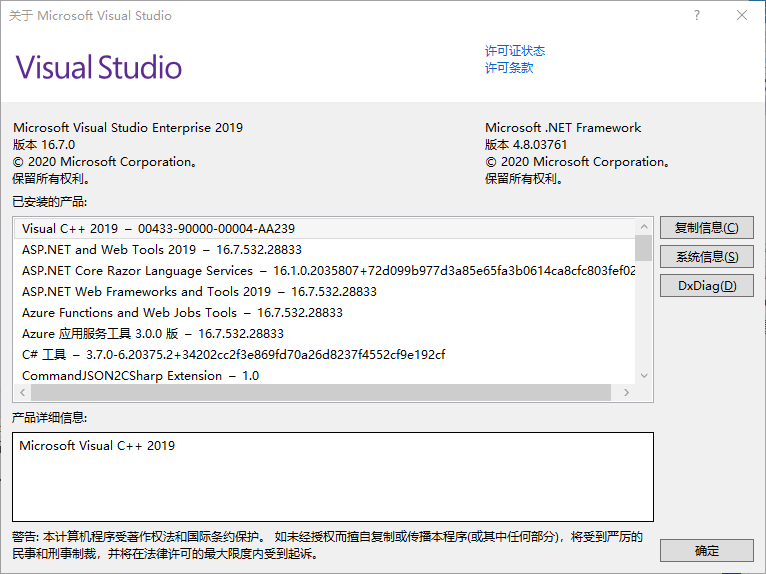 关于 Microsoft Visual Studio
?
Visual Studio
许可证状态
许可条款
Microsoft Visual Studio Enterprise 2019
版本 16.7.0
© 2020 Microsoft Corporation。
保留所有权利。
Microsoft .NET Framework
版本 4.8.03761
© 2020 Microsoft Corporation。
保留所有权利。
已安装的产品:
Visual C++ 2019 – 00433-90000-00004-AA239
ASP.NET and Web Tools 2019 – 16.7.532.28833
ASP.NET Core Razor Language Services – 16.1.0.2035807+72d099b977d3a85e65fa3b0614ca8cfc803fef02
ASP.NET Web Frameworks and Tools 2019 – 16.7.532.28833
Azure Functions and Web Jobs Tools – 16.7.532.28833
Azure 应用服务工具 3.0.0 版 – 16.7.532.28833
C# 工具 – 3.7.0-6.20375.2+34202cc2f3e869fd70a26d8237f4552cf9e192cf
CommandJSON2CSharp Extension – 1.0
复制信息(C)
系统信息(S)
DxDiag(D)
产品详细信息:
Microsoft Visual C++ 2019
警告: 本计算机程序受著作权法和国际条约保护。 如未经授权而擅自复制或传播本程序(或其中任何部分)，将受到严厉的
民事和刑事制裁，并将在法律许可的最大限度内受到起诉。
确定